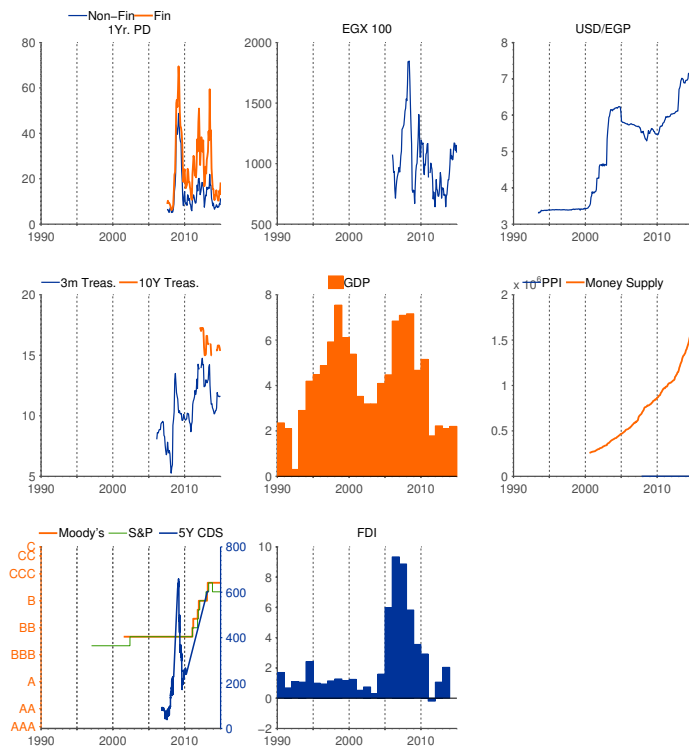 Non-Fin Fin
1Yr. PD
80
60
40
20
0
1990 2000 2010
EGX 100
2000
1500
1000
500
1990 2000 2010
USD/EGP
8
7
6
5
4
3
1990 2000 2010
3m Treas. 10Y Treas.
20
15
10
5
1990 2000 2010
GDP
8
6
4
2
0
1990 2000 2010
x 10^6 PPI Money Supply
2
1.5
1
0.5
0
1990 2000 2010
Moody's S&P 5Y CDS
C
CC
CCC
B
BB
BBB
A
AA
AAA
800
600
400
200
0
1990 2000 2010
FDI
10
8
6
4
2
0
−2
1990 2000 2010